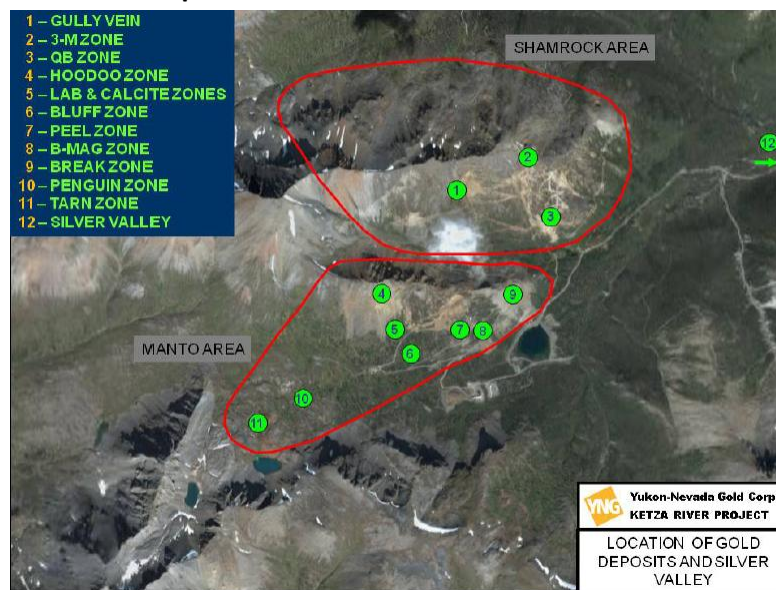 1 – GULLY VEIN
2 – 3-M ZONE
3 – QB ZONE
4 – HOODOO ZONE
5 – LAB & CALCITE ZONES
6 – BLUFF ZONE
7 – PEEL ZONE
8 – B-MAG ZONE
9 – BREAK ZONE
10 – PENGUIN ZONE
11 – TARN ZONE
12 – SILVER VALLEY
SHAMROCK AREA
12
2
1
3
4
9
5
7
8
6
MANTO AREA
10
11
YNG
Yukon-Nevada Gold Corp
KETZA RIVER PROJECT
LOCATION OF GOLD
DEPOSITS AND SILVER
VALLEY